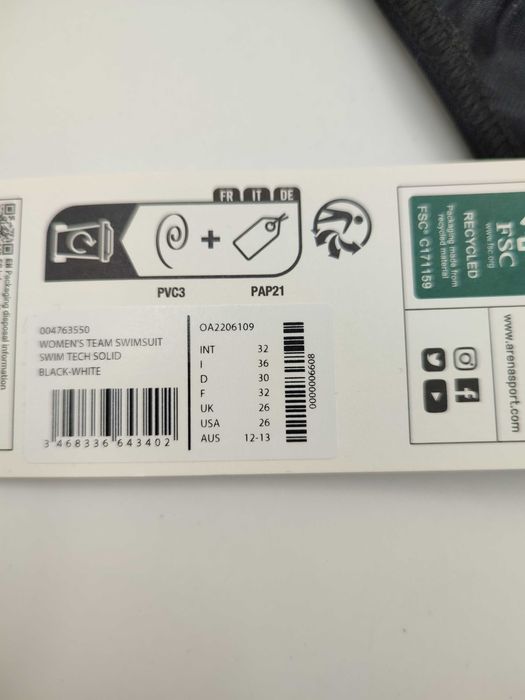 FR IT DE
PVC3 + PAP21
004763550
WOMEN'S TEAM SWIMSUIT
SWIM TECH SOLID
BLACK-WHITE
3 468336 643402
OA2206109
INT 32
I 36
D 30
F 32
UK 26
USA 26
AUS 12-13
0000006608
FSC
www.fsc.org
RECYCLED
Packaging made from
recycled material
FSC® C171159
www.arenasport.com
Packaging disposal information